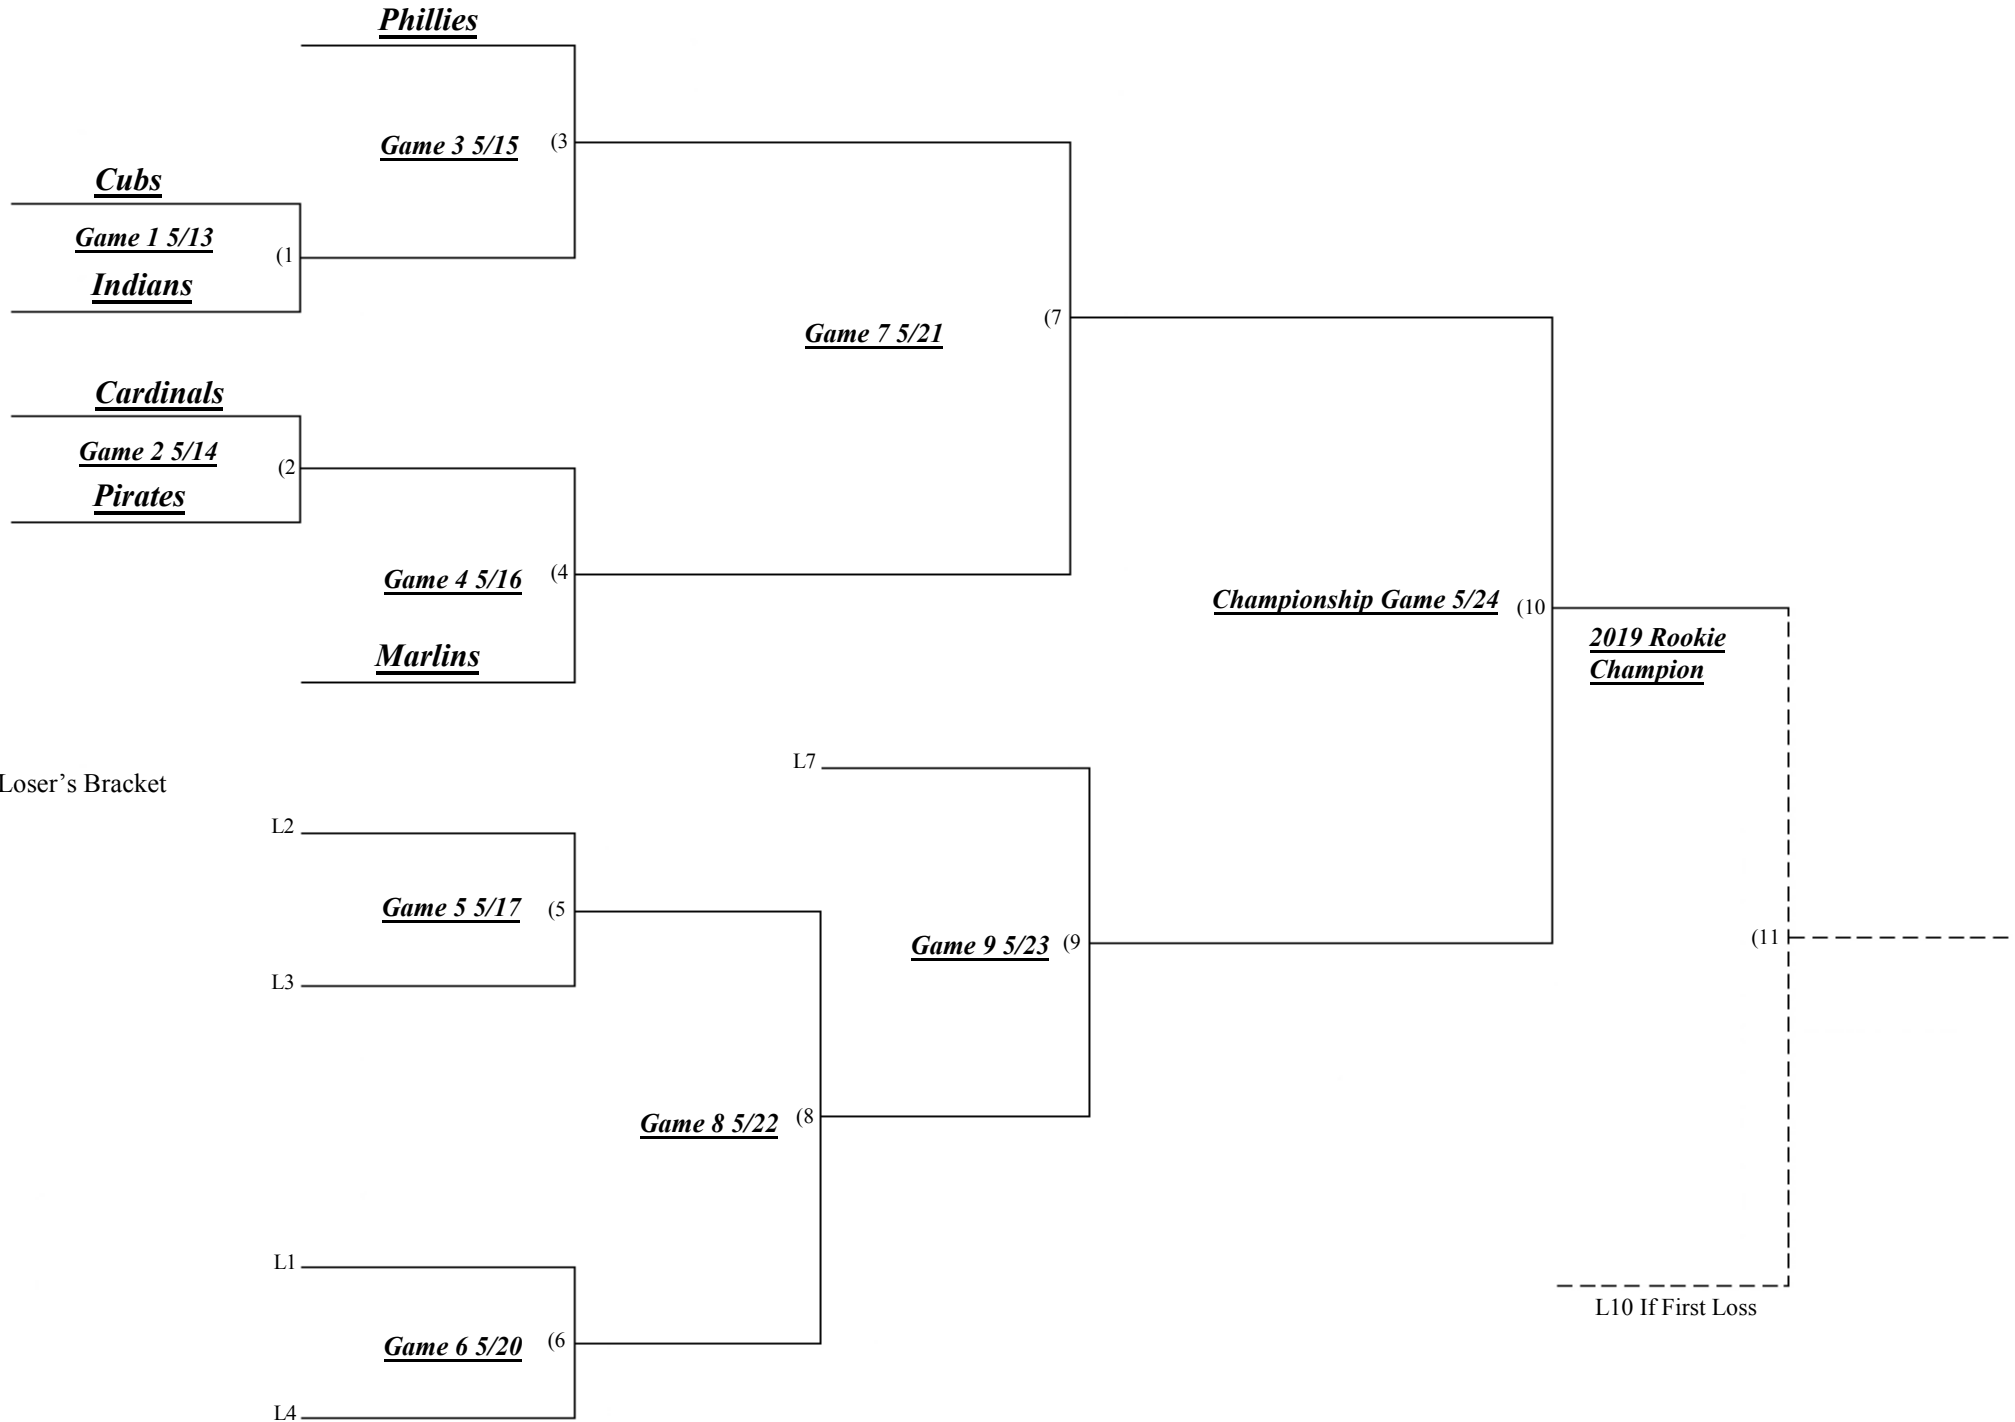 Phillies
Game 3 5/15 (3
Cubs
Game 1 5/13
(1
Indians
Game 7 5/21 (7
Cardinals
Game 2 5/14
(2
Pirates
Game 4 5/16 (4
Championship Game 5/24 (10
2019 Rookie
Champion
Marlins
L7
Loser’s Bracket
L2
Game 5 5/17 (5
Game 9 5/23 (9
(11
L3
Game 8 5/22 (8
L1
L10 If First Loss
Game 6 5/20 (6
L4